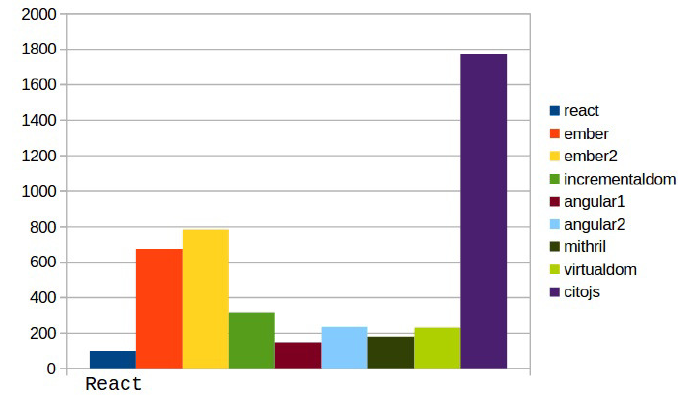 2000
1800
1600
1400
1200
1000
800
600
400
200
0
React
react
ember
ember2
incrementaldom
angular1
angular2
mithril
virtualdom
citojs